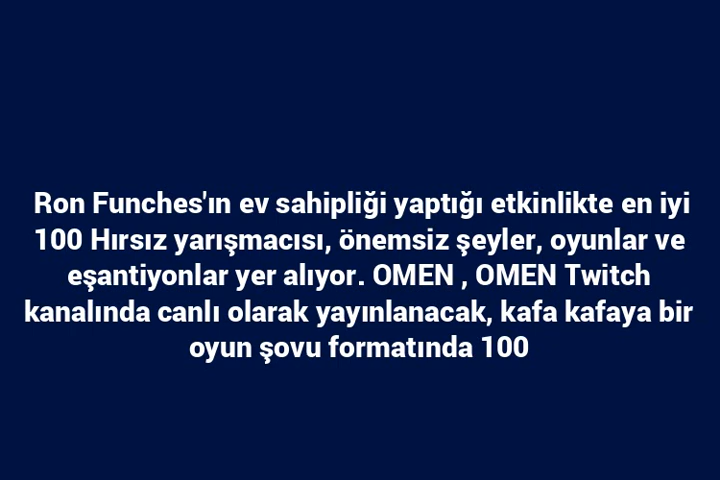 Ron Funches'ın ev sahipliği yaptığı etkinlikte en iyi
100 Hırsız yarışmacısı, önemsiz şeyler, oyunlar ve
eşantiyonlar yer alıyor. OMEN , OMEN Twitch
kanalında canlı olarak yayınlanacak, kafa kafaya bir
oyun şovu formatında 100